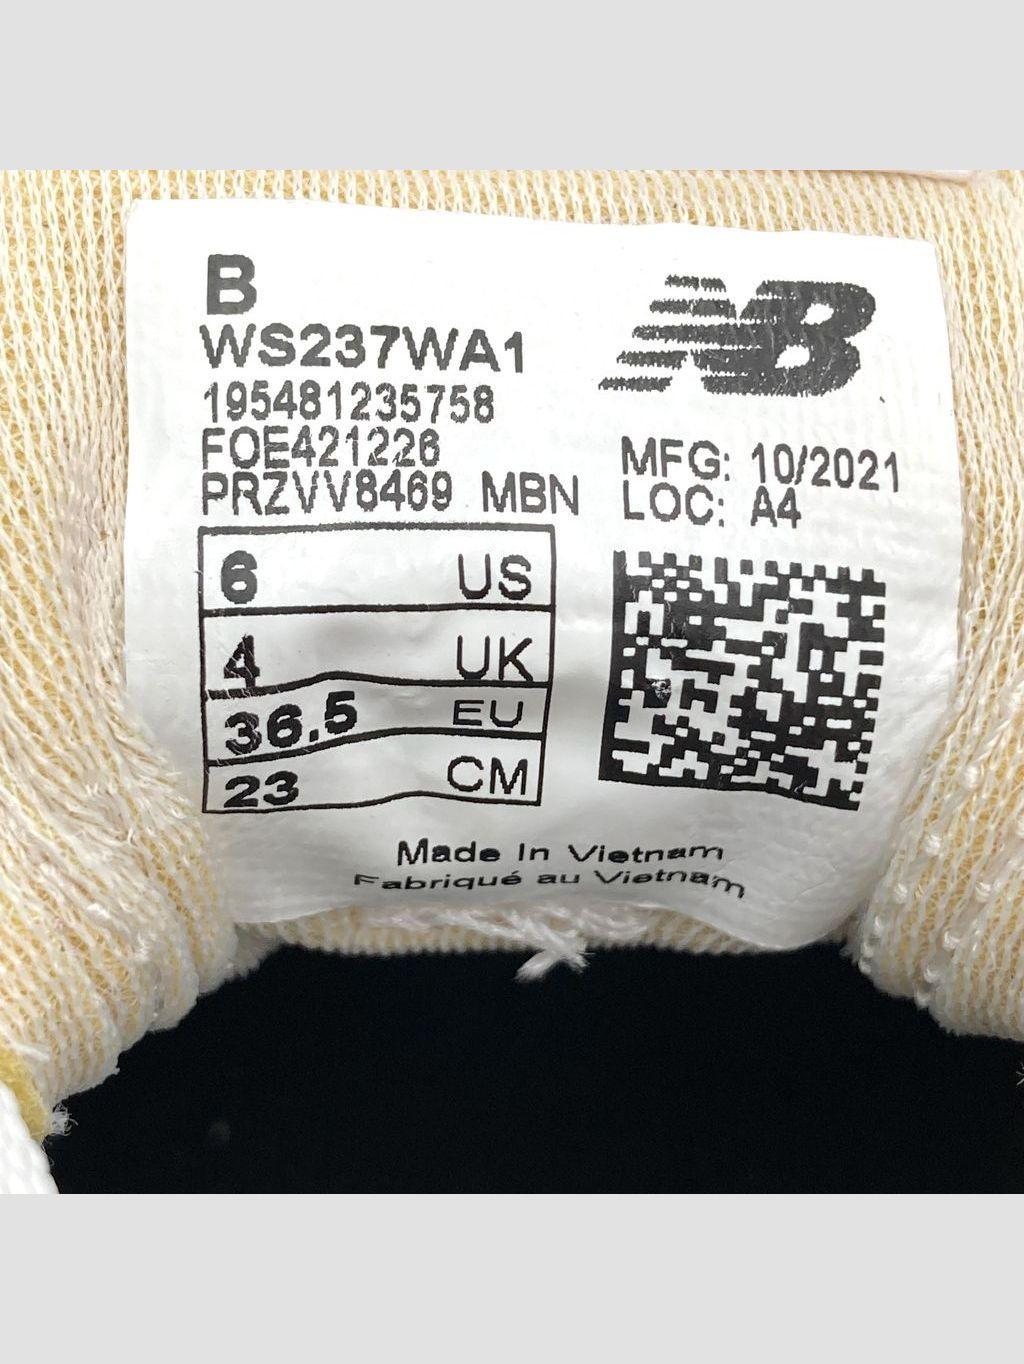 B
WS237WA1
195481235758
FOE421226
PRZVV8469 MBN
NB
MFG: 10/2021
LOC: A4
6 US
4 UK
36.5 EU
23 CM
Made In Vietnam
Fabriqué au Vietnam